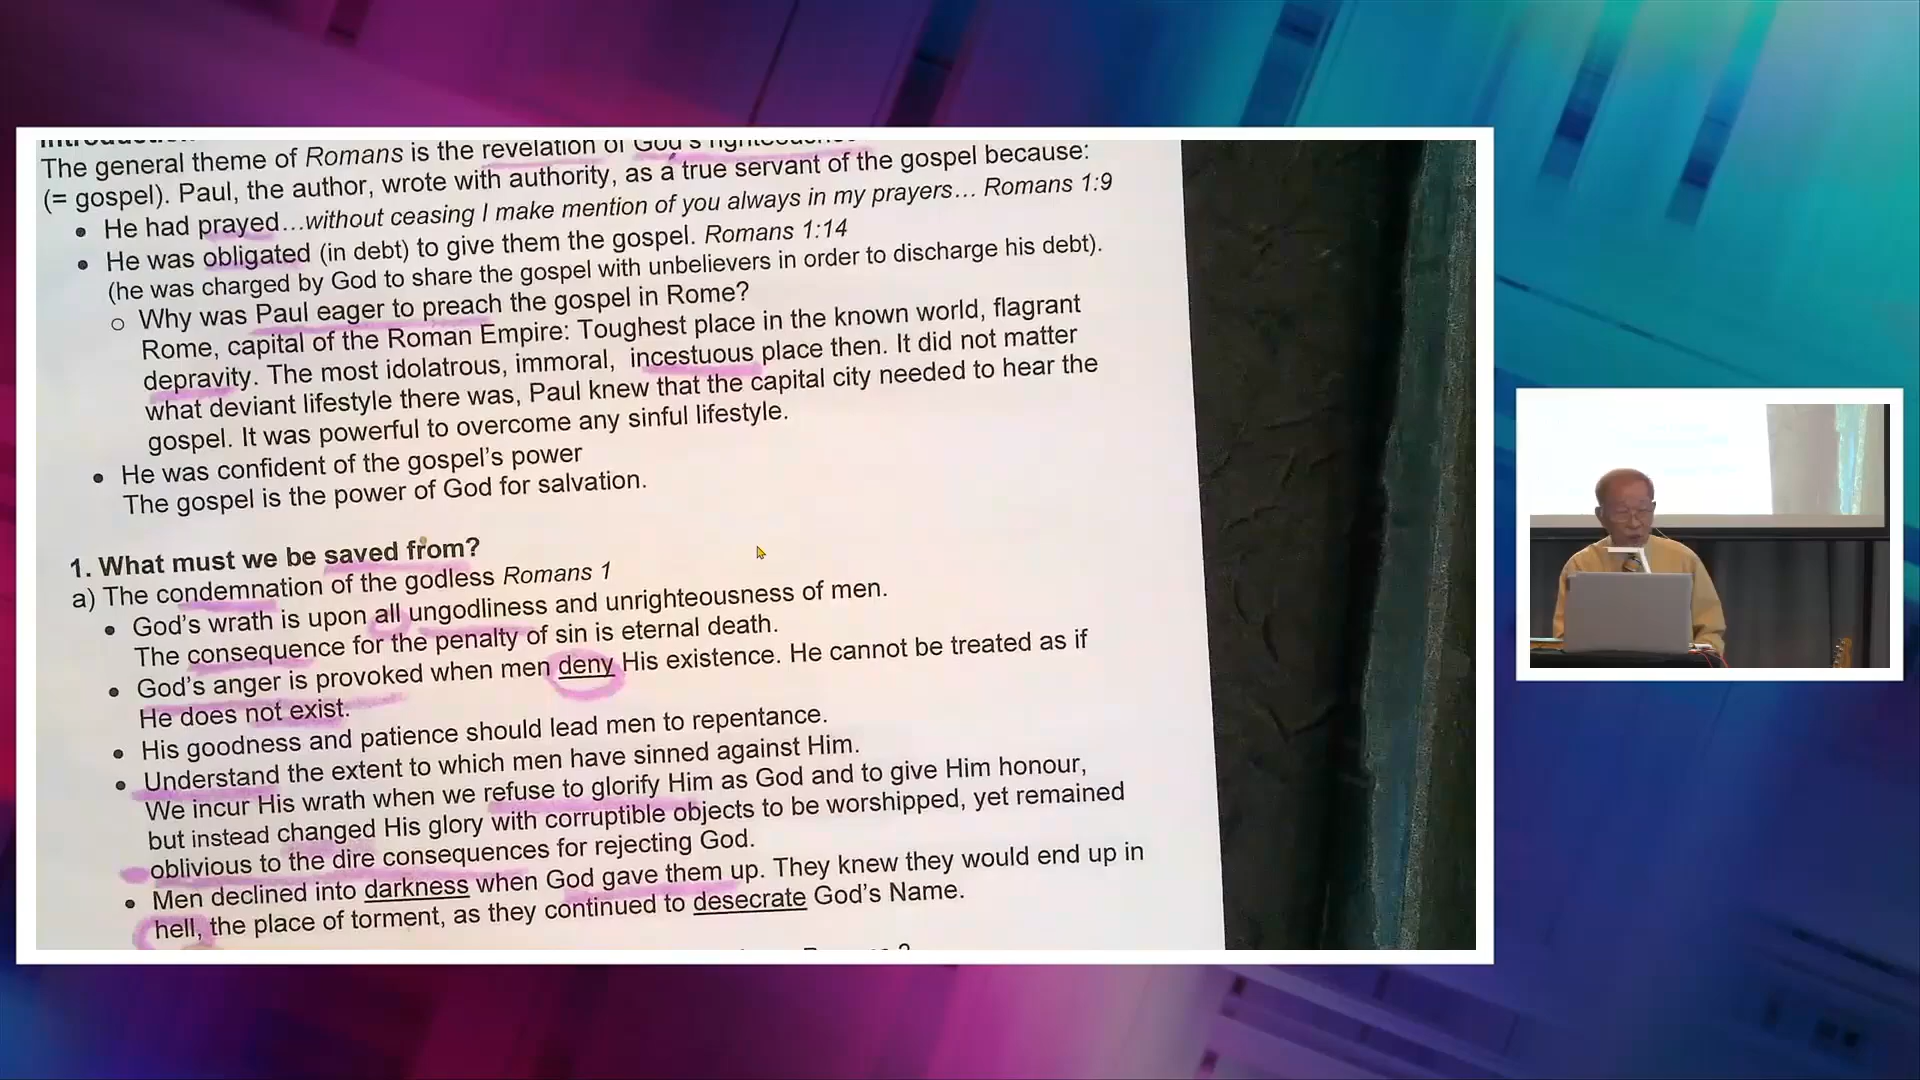 The general theme of Romans is the revelation of God's
(= gospel). Paul, the author, wrote with authority, as a true servant of the gospel because:
• He had prayed…without ceasing I make mention of you always in my prayers… Romans 1:9
• He was obligated (in debt) to give them the gospel. Romans 1:14
(he was charged by God to share the gospel with unbelievers in order to discharge his debt).
○ Why was Paul eager to preach the gospel in Rome?
Rome, capital of the Roman Empire: Toughest place in the known world, flagrant
depravity. The most idolatrous, immoral, incestuous place then. It did not matter
what deviant lifestyle there was, Paul knew that the capital city needed to hear the
gospel. It was powerful to overcome any sinful lifestyle.
• He was confident of the gospel's power
The gospel is the power of God for salvation.
1. What must we be saved from?
a) The condemnation of the godless Romans 1
• God's wrath is upon all ungodliness and unrighteousness of men.
The consequence for the penalty of sin is eternal death.
• God's anger is provoked when men deny His existence. He cannot be treated as if
He does not exist.
• His goodness and patience should lead men to repentance.
• Understand the extent to which men have sinned against Him.
We incur His wrath when we refuse to glorify Him as God and to give Him honour,
but instead changed His glory with corruptible objects to be worshipped, yet remained
oblivious to the dire consequences for rejecting God.
• Men declined into darkness when God gave them up. They knew they would end up in
hell, the place of torment, as they continued to desecrate God's Name.